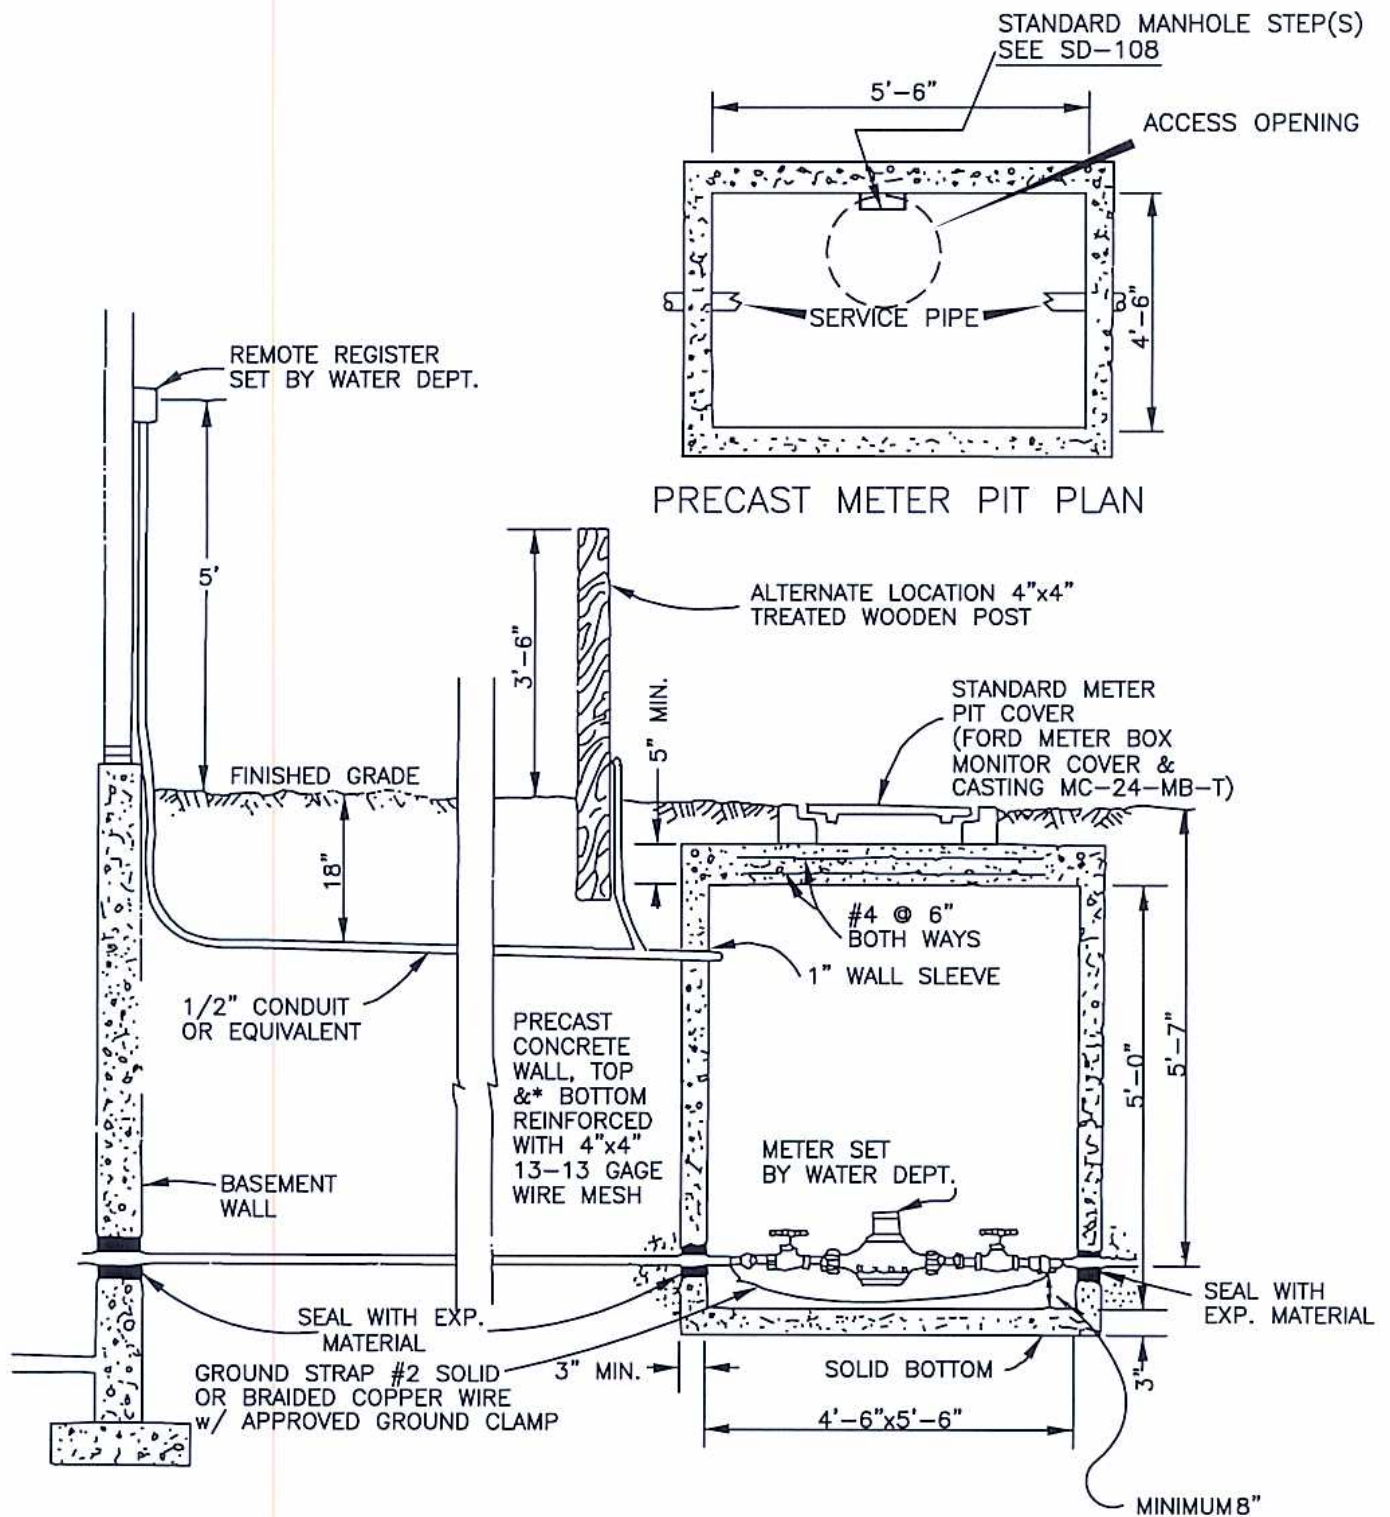 STANDARD MANHOLE STEP(S)
SEE SD-108
5'-6"
ACCESS OPENING
SERVICE PIPE
4'-6"
PRECAST METER PIT PLAN
REMOTE REGISTER
SET BY WATER DEPT.
5'
3'-6"
ALTERNATE LOCATION 4"x4"
TREATED WOODEN POST
5" MIN.
STANDARD METER
PIT COVER
(FORD METER BOX
MONITOR COVER &
CASTING MC-24-MB-T)
FINISHED GRADE
18"
#4 @ 6"
BOTH WAYS
1" WALL SLEEVE
1/2" CONDUIT
OR EQUIVALENT
PRECAST
CONCRETE
WALL, TOP
&* BOTTOM
REINFORCED
WITH 4"x4"
13-13 GAGE
WIRE MESH
5'-0"
5'-7"
METER SET
BY WATER DEPT.
BASEMENT
WALL
SEAL WITH EXP.
MATERIAL
SEAL WITH
EXP. MATERIAL
GROUND STRAP #2 SOLID
OR BRAIDED COPPER WIRE
w/ APPROVED GROUND CLAMP
3" MIN.
SOLID BOTTOM
3"
4'-6"x5'-6"
MINIMUM 8"